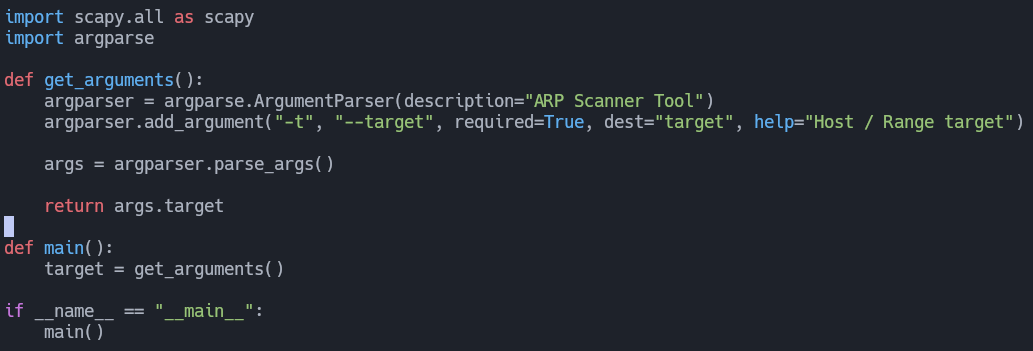 import scapy.all as scapy
import argparse
def get_arguments():
    argparser = argparse.ArgumentParser(description="ARP Scanner Tool")
    argparser.add_argument("-t", "--target", required=True, dest="target", help="Host / Range target")
    args = argparser.parse_args()
    return args.target
def main():
    target = get_arguments()
if __name__ == "__main__":
    main()